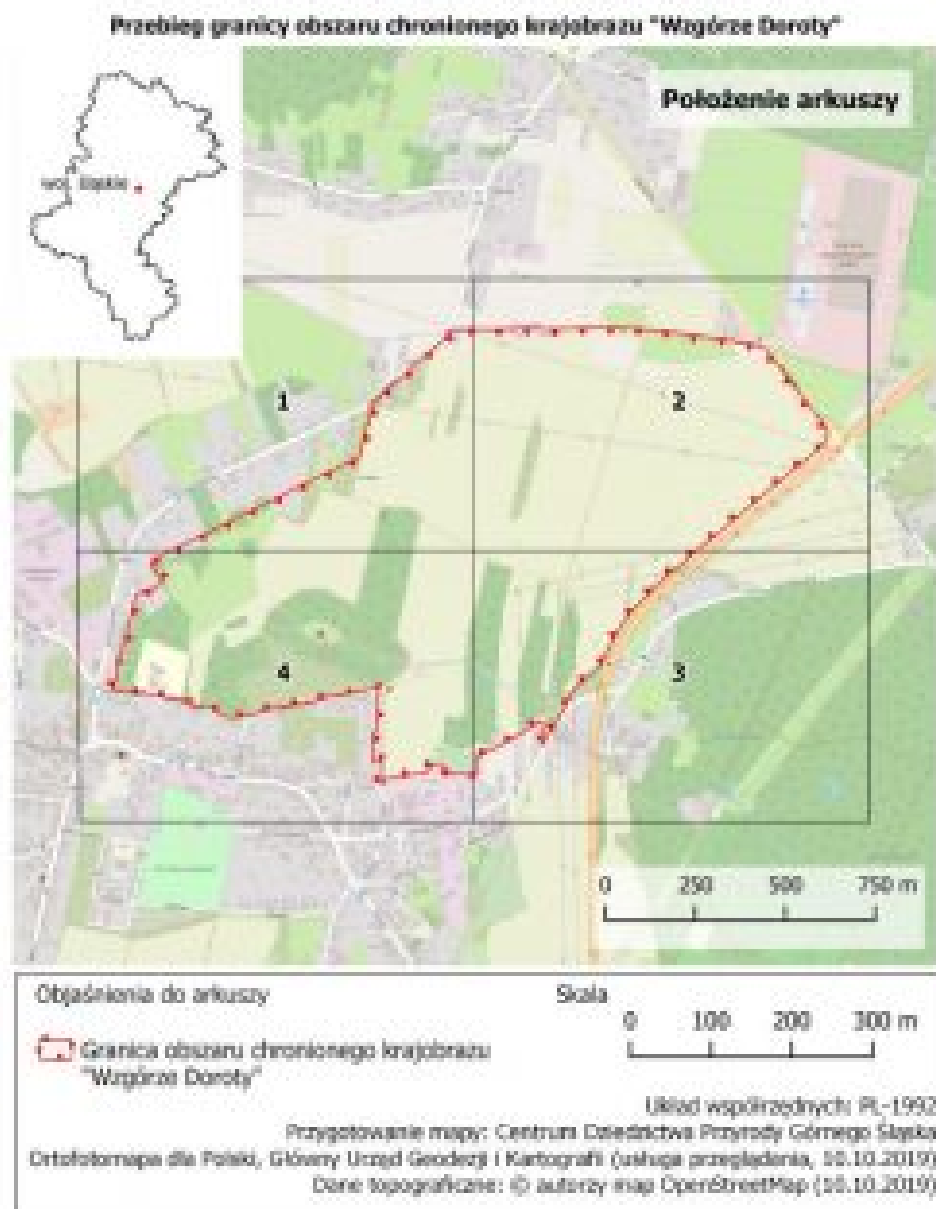 Przebieg granicy obszaru chronionego krajobrazu "Wzgórze Doroty"
Położenie arkuszy
woj. śląskie
1
2
4
3
0 250 500 750 m
Objaśnienia do arkuszy
Skala
0 100 200 300 m
Granica obszaru chronionego krajobrazu
"Wzgórze Doroty"
Układ współrzędnych: PL-1992
Przygotowanie mapy: Centrum Dziedzictwa Przyrody Górnego Śląska
Ortofotomapa dla Polski, Główny Urząd Geodezji i Kartografii (usługa przeglądania, 10.10.2019)
Dane topograficzne: © autorzy map OpenStreetMap (10.10.2019)